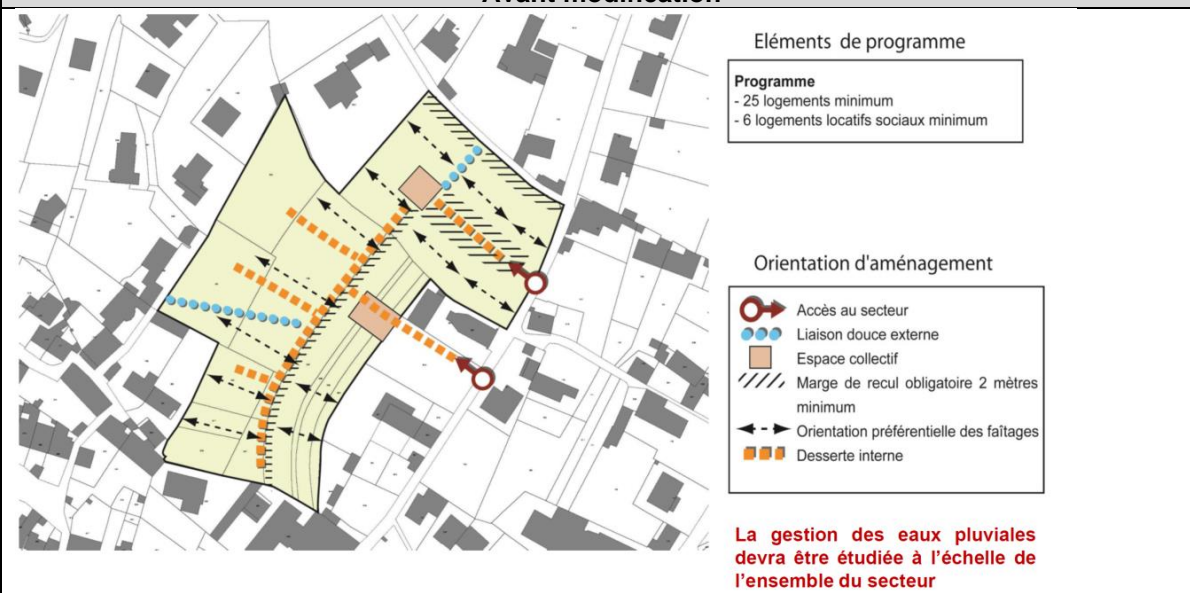 Avant modification
Eléments de programme
Programme
- 25 logements minimum
- 6 logements locatifs sociaux minimum
Orientation d'aménagement
Accès au secteur
Liaison douce externe
Espace collectif
Marge de recul obligatoire 2 mètres
minimum
Orientation préférentielle des faîtages
Desserte interne
La gestion des eaux pluviales
devra être étudiée à l’échelle de
l’ensemble du secteur